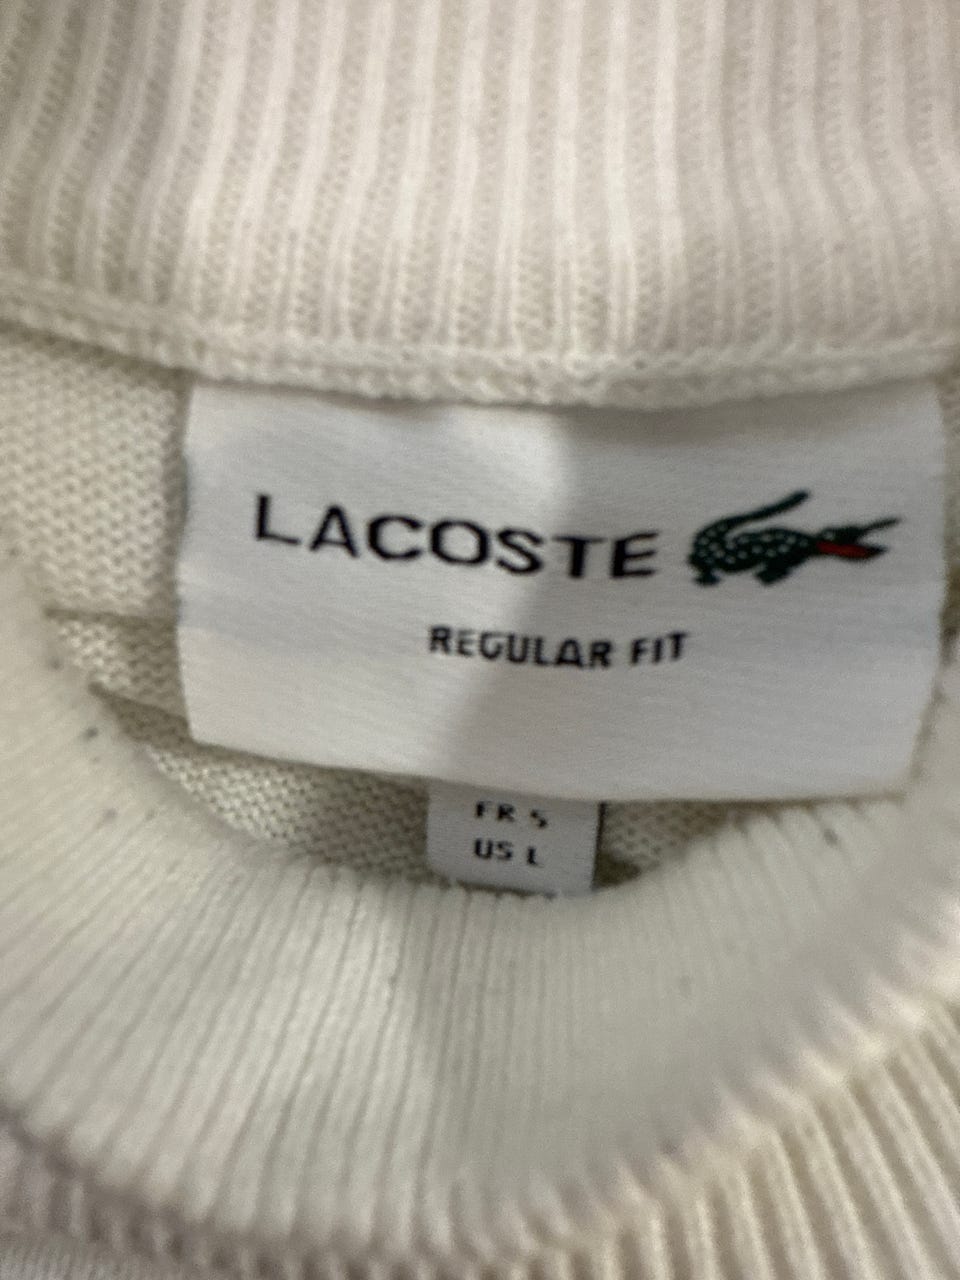 LACOSTE
REGULAR FIT
FR 5
US L